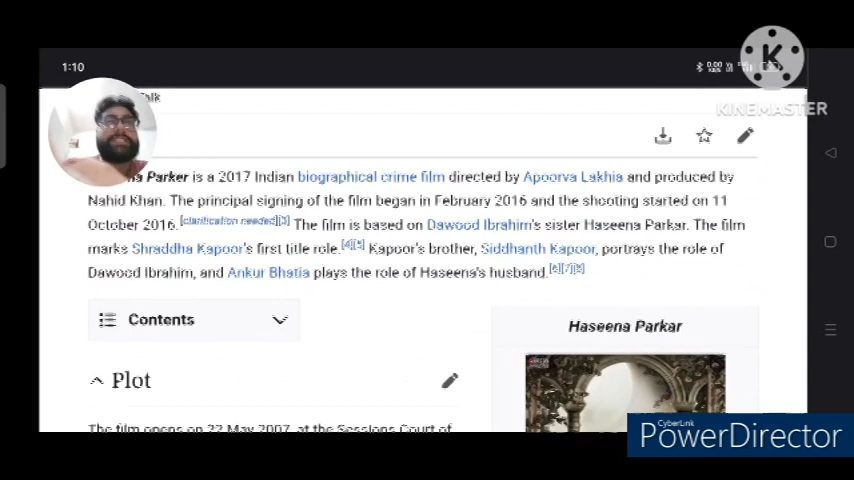 1:10
KINEMASTER
Talk
na Parker is a 2017 Indian biographical crime film directed by Apoorva Lakhia and produced by
Nahid Khan. The principal signing of the film began in February 2016 and the shooting started on 11
October 2016.[clarification needed][3] The film is based on Dawood Ibrahim's sister Haseena Parkar. The film
marks Shraddha Kapoor's first title role.[4][5] Kapoor's brother, Siddhanth Kapoor, portrays the role of
Dawood Ibrahim, and Ankur Bhatia plays the role of Haseena's husband.[6][7][8]
Contents
Haseena Parkar
Plot
The film opens on 22 May 2007, at the Sessions Court of
CyberLink
PowerDirector